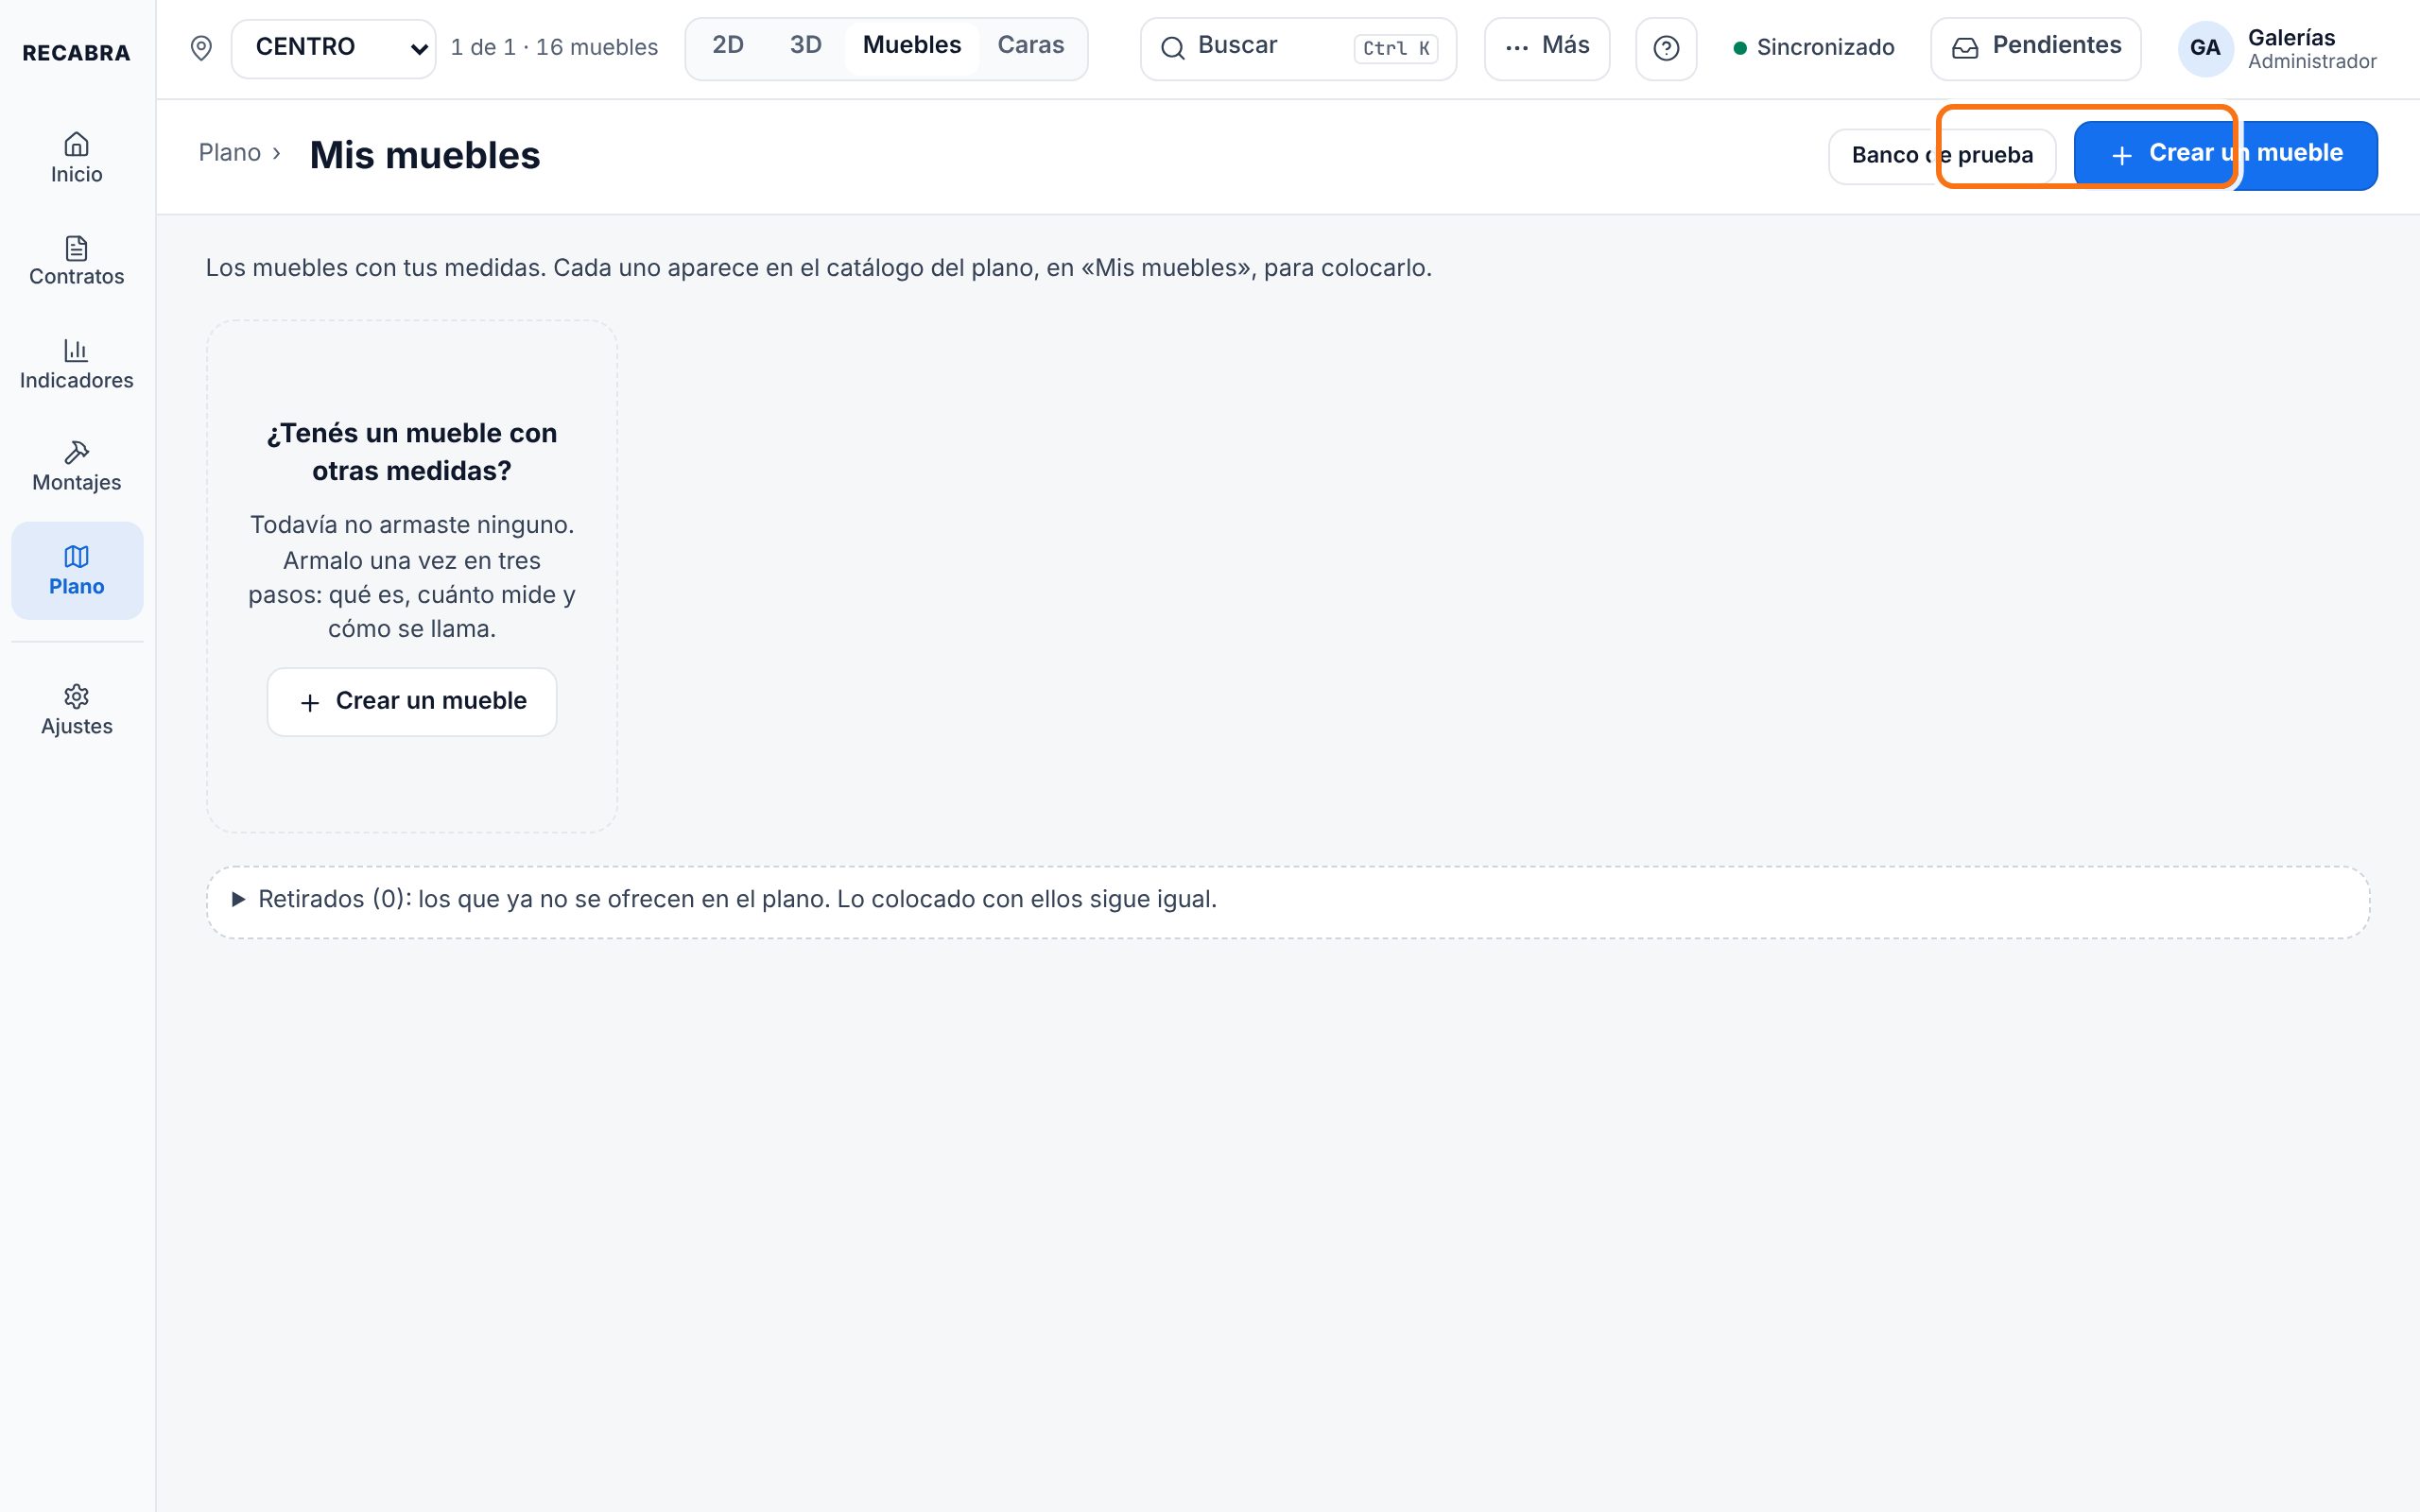 RECABRA
CENTRO
1 de 1 · 16 muebles
2D
3D
Muebles
Caras
Buscar
Ctrl K
Más
Sincronizado
Pendientes
GA
Galerías
Administrador
Inicio
Contratos
Indicadores
Montajes
Plano
Ajustes
Plano ›
Mis muebles
Banco de prueba
+ Crear un mueble
Los muebles con tus medidas. Cada uno aparece en el catálogo del plano, en «Mis muebles», para colocarlo.
¿Tenés un mueble con
otras medidas?
Todavía no armaste ninguno.
Armalo una vez en tres
pasos: qué es, cuánto mide y
cómo se llama.
+ Crear un mueble
Retirados (0): los que ya no se ofrecen en el plano. Lo colocado con ellos sigue igual.